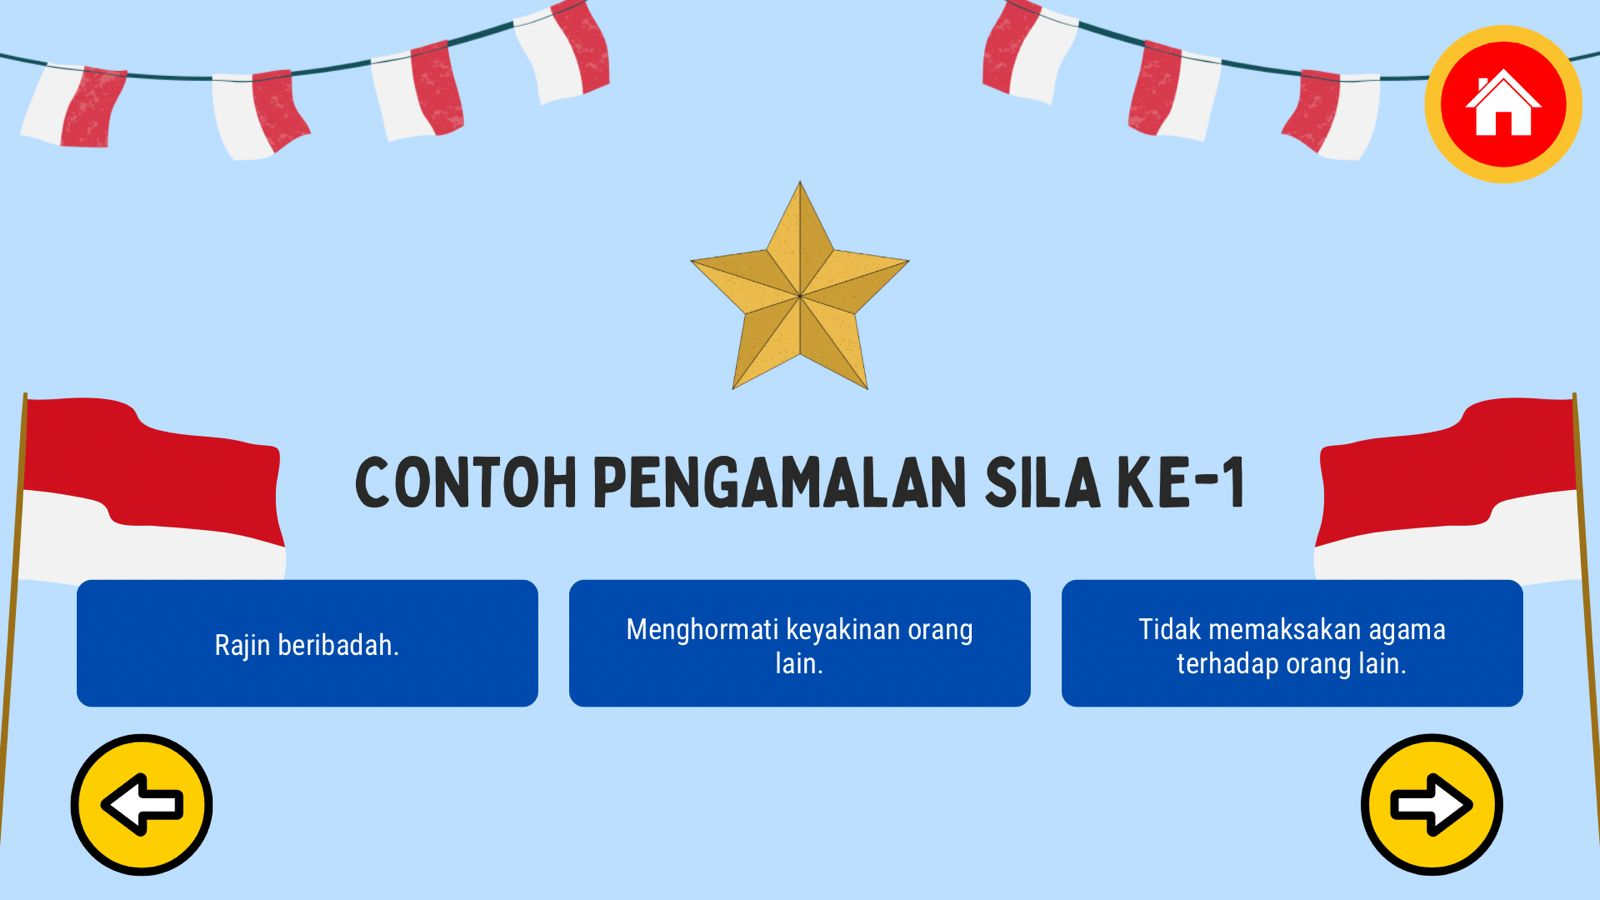 CONTOH PENGAMALAN SILA KE-1
Rajin beribadah.
Menghormati keyakinan orang
lain.
Tidak memaksakan agama
terhadap orang lain.